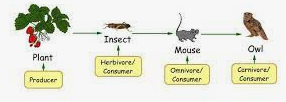 Plant
Insect
Mouse
Owl
Producer
Herbivore/
Consumer
Omnivore/
Consumer
Carnivore/
Consumer